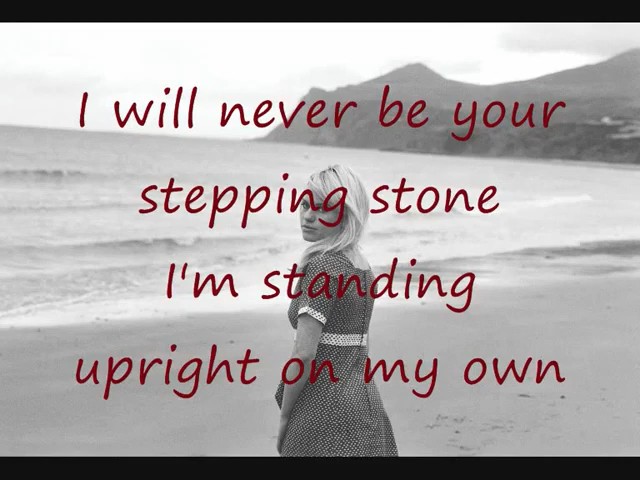 I will never be your
stepping stone
I'm standing
upright on my own